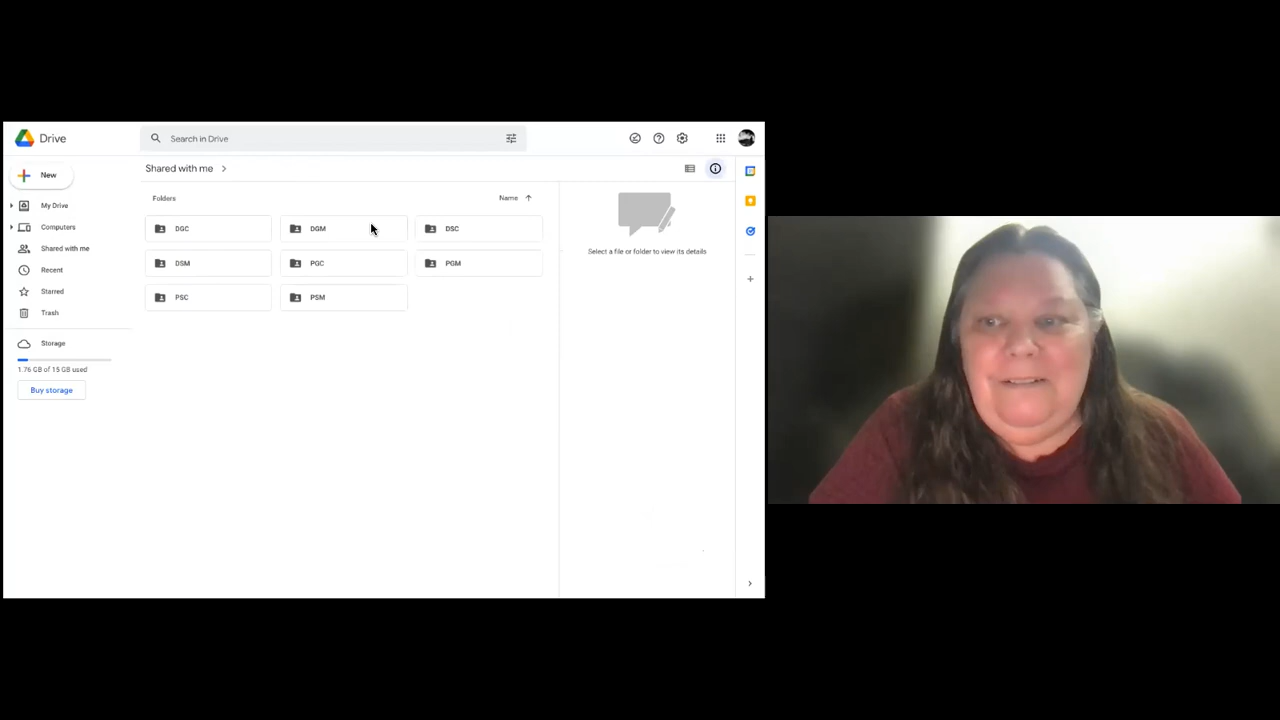 Drive
Search in Drive
New
My Drive
Computers
Shared with me
Recent
Starred
Trash
Storage
1.76 GB of 15 GB used
Buy storage
Shared with me
Folders
Name
DGC
DGM
DSC
DSM
PGC
PGM
PSC
PSM
Select a file or folder to view its details